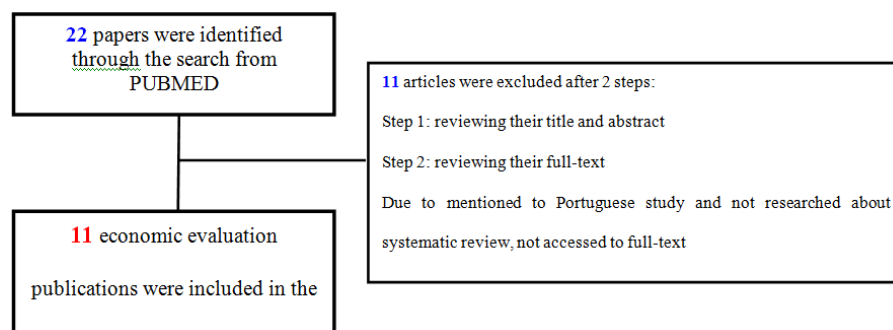 22 papers were identified
through the search from
PUBMED
11 articles were excluded after 2 steps:
Step 1: reviewing their title and abstract
Step 2: reviewing their full-text
Due to mentioned to Portuguese study and not researched about
systematic review, not accessed to full-text
11 economic evaluation
publications were included in the